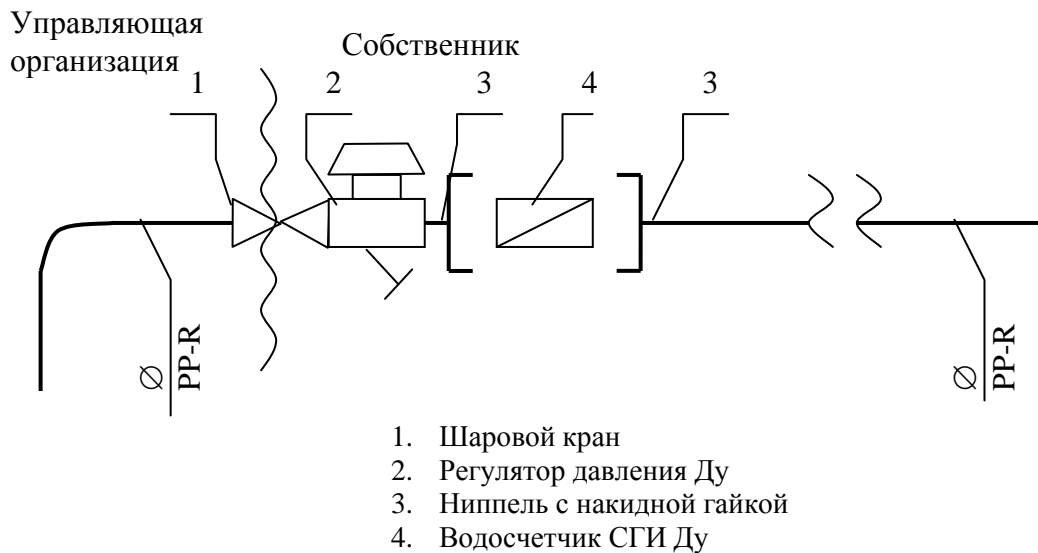 Управляющая
организация
Собственник
1
2
3
4
3
∅
PP-R
∅
PP-R
1. Шаровой кран
2. Регулятор давления Ду
3. Ниппель с накидной гайкой
4. Водосчетчик СГИ Ду